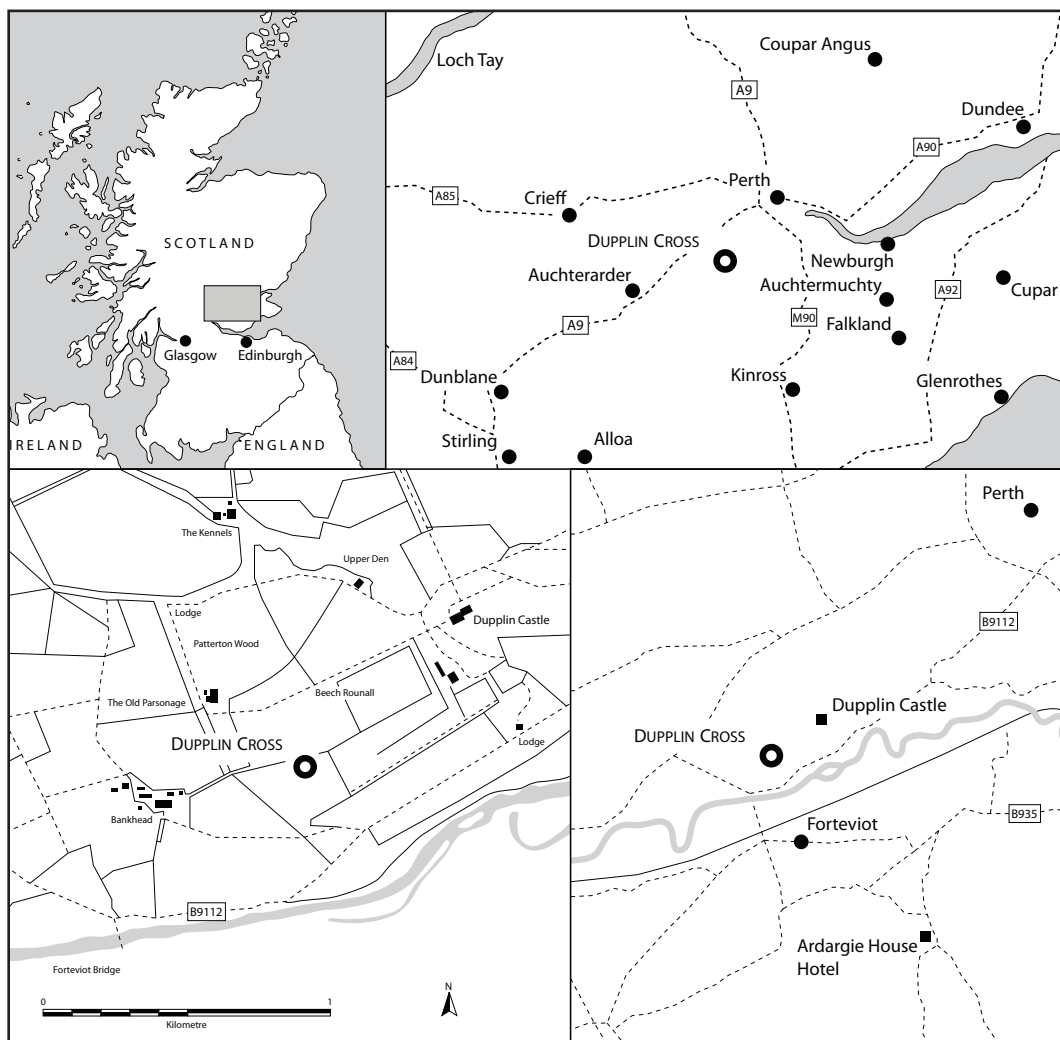 SCOTLAND
Glasgow
Edinburgh
IRELAND
ENGLAND
Loch Tay
Coupar Angus
A9
Dundee
A90
A85
Crieff
Perth
DUPPLIN CROSS
Newburgh
Auchterarder
Auchtermuchty
A92
Cupar
A9
M90
Falkland
A84
Dunblane
Kinross
Glenrothes
Stirling
Alloa
The Kennels
Upper Den
Lodge
Dupplin Castle
Patterton Wood
Beech Rounall
The Old Parsonage
Lodge
DUPPLIN CROSS
Bankhead
B9112
Forteviot Bridge
0
1
Kilometre
N
Perth
B9112
Dupplin Castle
DUPPLIN CROSS
B935
Forteviot
Ardargie House
Hotel